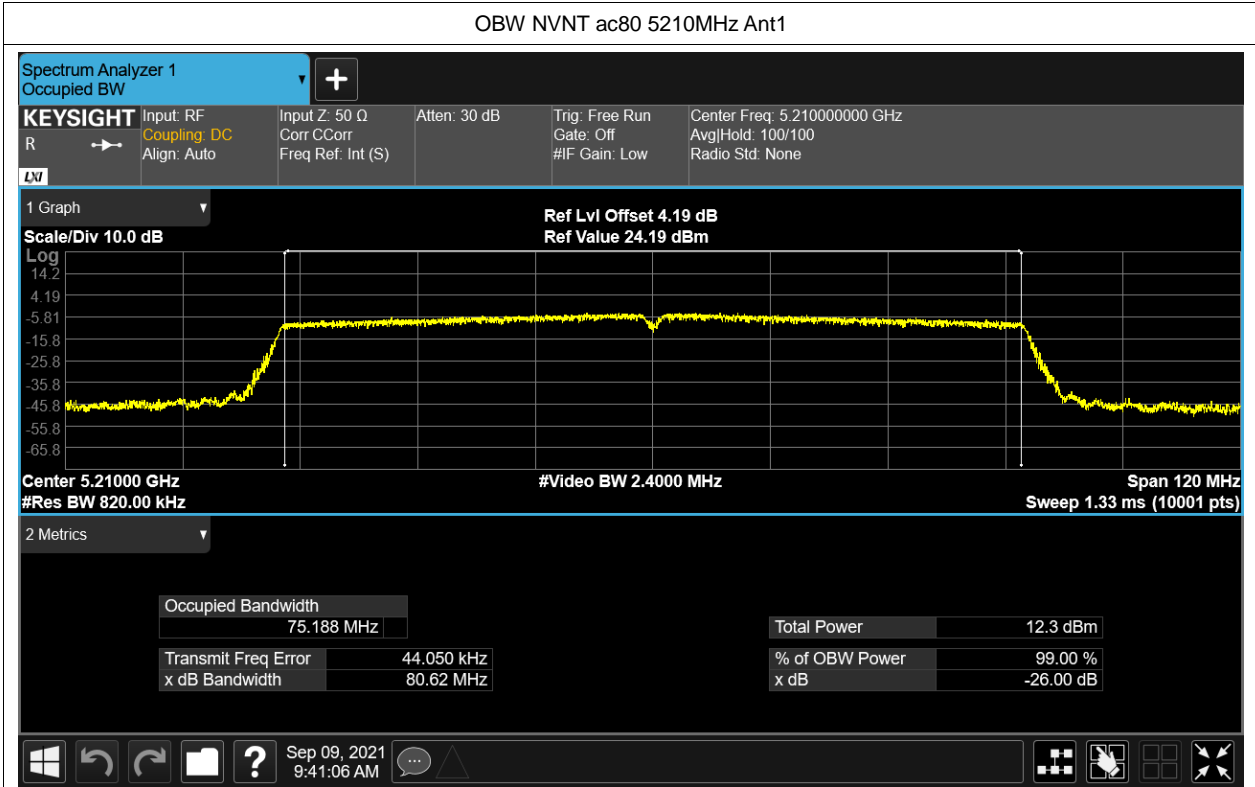 OBW NVNT ac80 5210MHz Ant1
Spectrum Analyzer 1
Occupied BW
KEYSIGHT
R
LXI
Input: RF
Coupling: DC
Align: Auto
Input Z: 50 Ω
Corr CCorr
Freq Ref: Int (S)
Atten: 30 dB
Trig: Free Run
Gate: Off
#IF Gain: Low
Center Freq: 5.210000000 GHz
Avg|Hold: 100/100
Radio Std: None
1 Graph
Scale/Div 10.0 dB
Ref Lvl Offset 4.19 dB
Ref Value 24.19 dBm
Log
14.2
4.19
-5.81
-15.8
-25.8
-35.8
-45.8
-55.8
-65.8
Center 5.21000 GHz
#Res BW 820.00 kHz
#Video BW 2.4000 MHz
Span 120 MHz
Sweep 1.33 ms (10001 pts)
2 Metrics
Occupied Bandwidth
75.188 MHz
Transmit Freq Error 44.050 kHz
x dB Bandwidth 80.62 MHz
Total Power 12.3 dBm
% of OBW Power 99.00 %
x dB -26.00 dB
?
Sep 09, 2021
9:41:06 AM